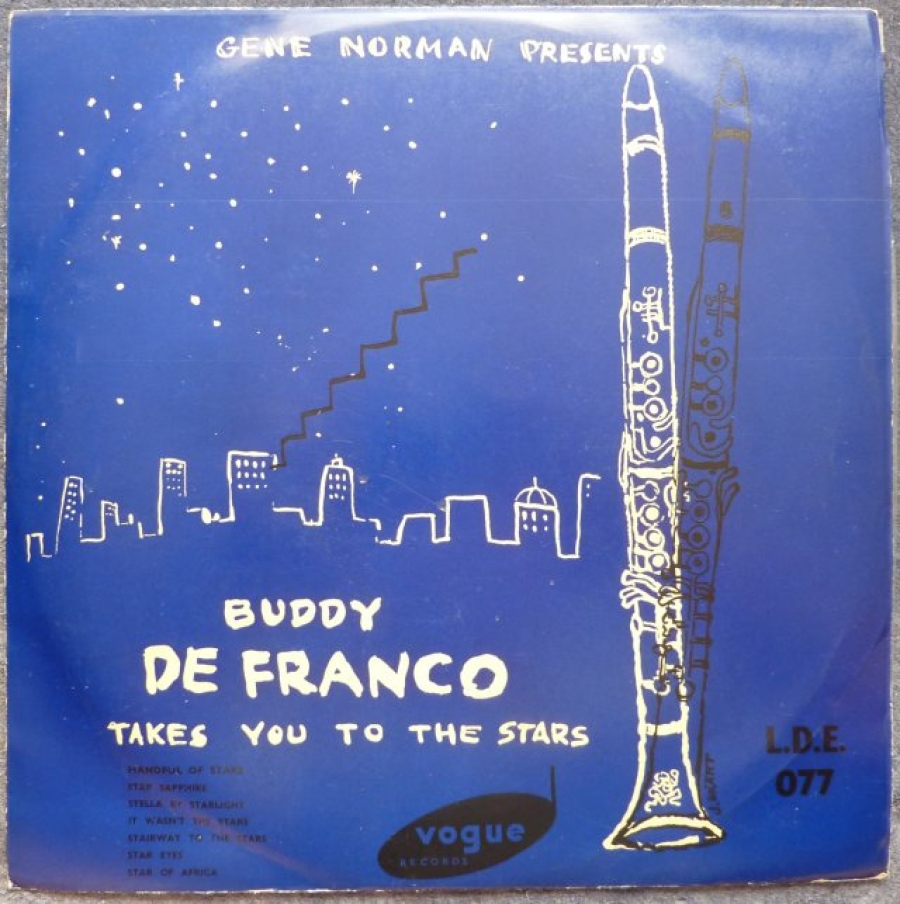 GENE NORMAN PRESENTS
BUDDY
DE FRANCO
TAKES YOU TO THE STARS
HANDFUL OF STARS
STAR SAPPHIRE
STELLA BY STARLIGHT
IT WASN'T THE STARS
STAIRWAY TO THE STARS
STAR EYES
STAR OF AFRICA
vogue
RECORDS
L.D.E.
077